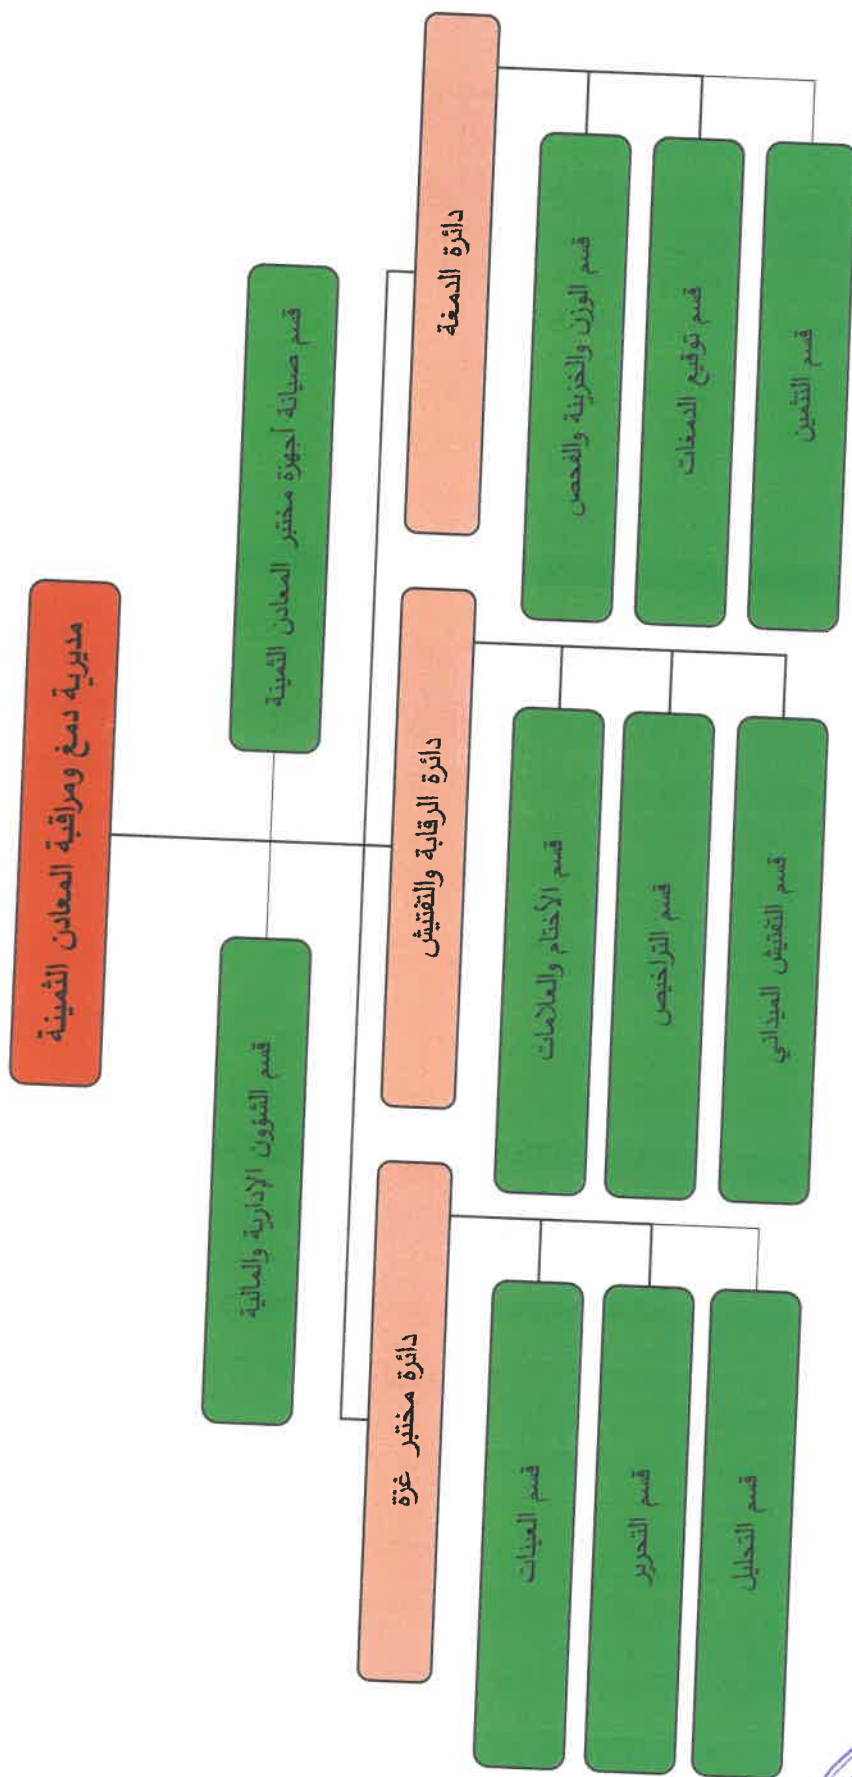 مديرية دمغ ومراقبة المعادن الثمينة
قسم صيانة أجهزة مختبر المعادن الثمينة
قسم الشؤون الإدارية والمالية
دائرة الدمغة
قسم الوزن والخزينة والفحص
قسم توقيع الدمغات
قسم التثمين
دائرة الرقابة والتفتيش
قسم الأختام والعلامات
قسم التراخيص
قسم التفتيش الميداني
دائرة مختبر غزة
قسم العينات
قسم التحرير
قسم التحليل